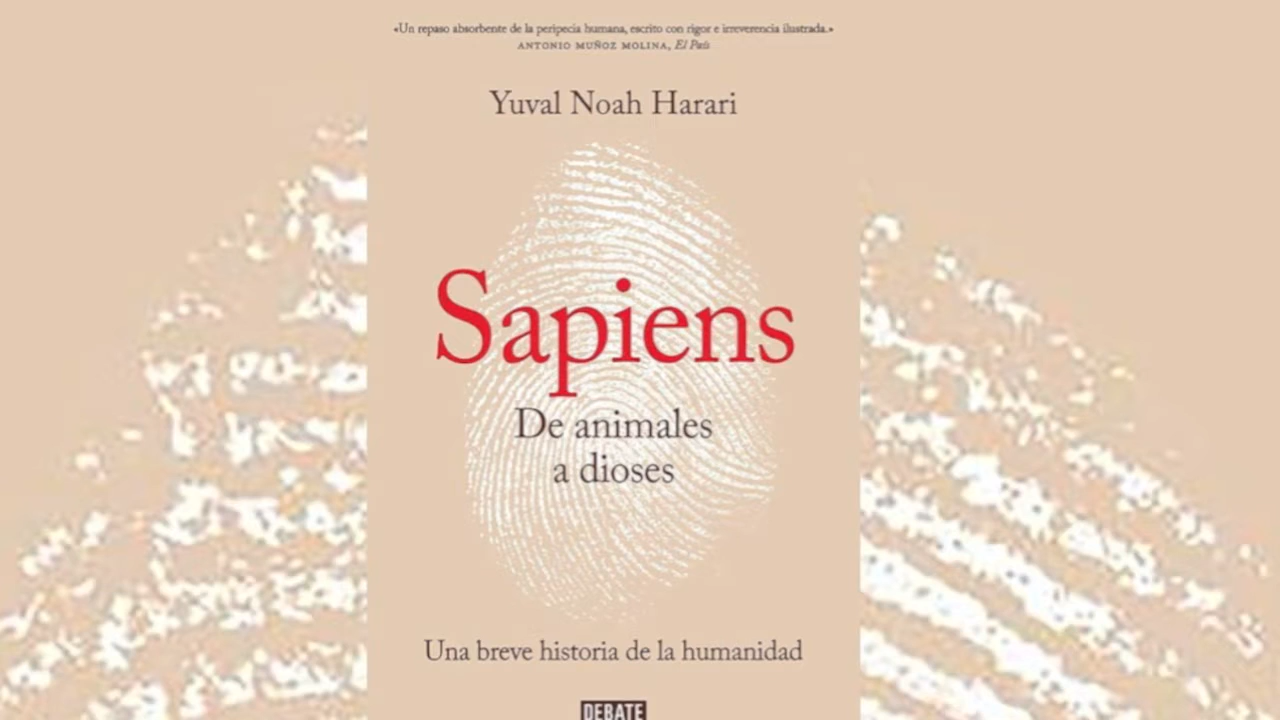 «Un repaso absorbente de la peripecia humana, escrito con rigor e irreverencia ilustrada.»
ANTONIO MUÑOZ MOLINA, El País
Yuval Noah Harari
Sapiens
De animales
a dioses
Una breve historia de la humanidad
DEBATE